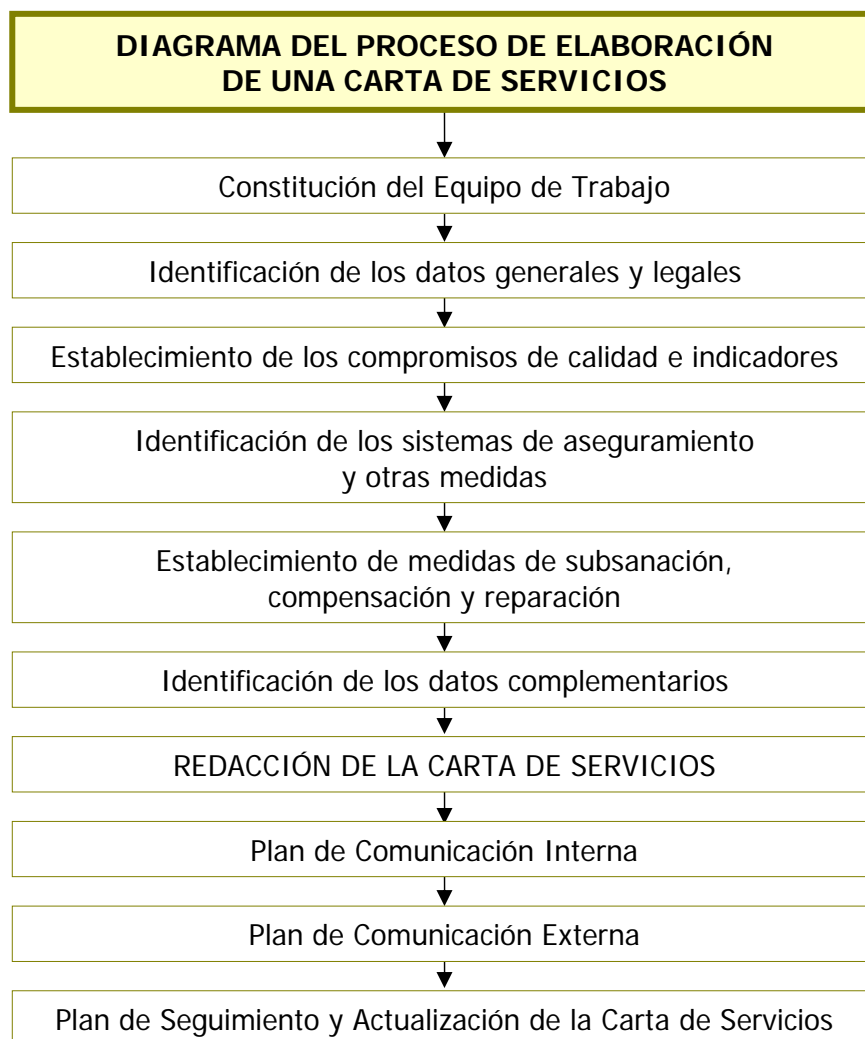 DIAGRAMA DEL PROCESO DE ELABORACIÓN
DE UNA CARTA DE SERVICIOS
Constitución del Equipo de Trabajo
Identificación de los datos generales y legales
Establecimiento de los compromisos de calidad e indicadores
Identificación de los sistemas de aseguramiento
y otras medidas
Establecimiento de medidas de subsanación,
compensación y reparación
Identificación de los datos complementarios
REDACCIÓN DE LA CARTA DE SERVICIOS
Plan de Comunicación Interna
Plan de Comunicación Externa
Plan de Seguimiento y Actualización de la Carta de Servicios